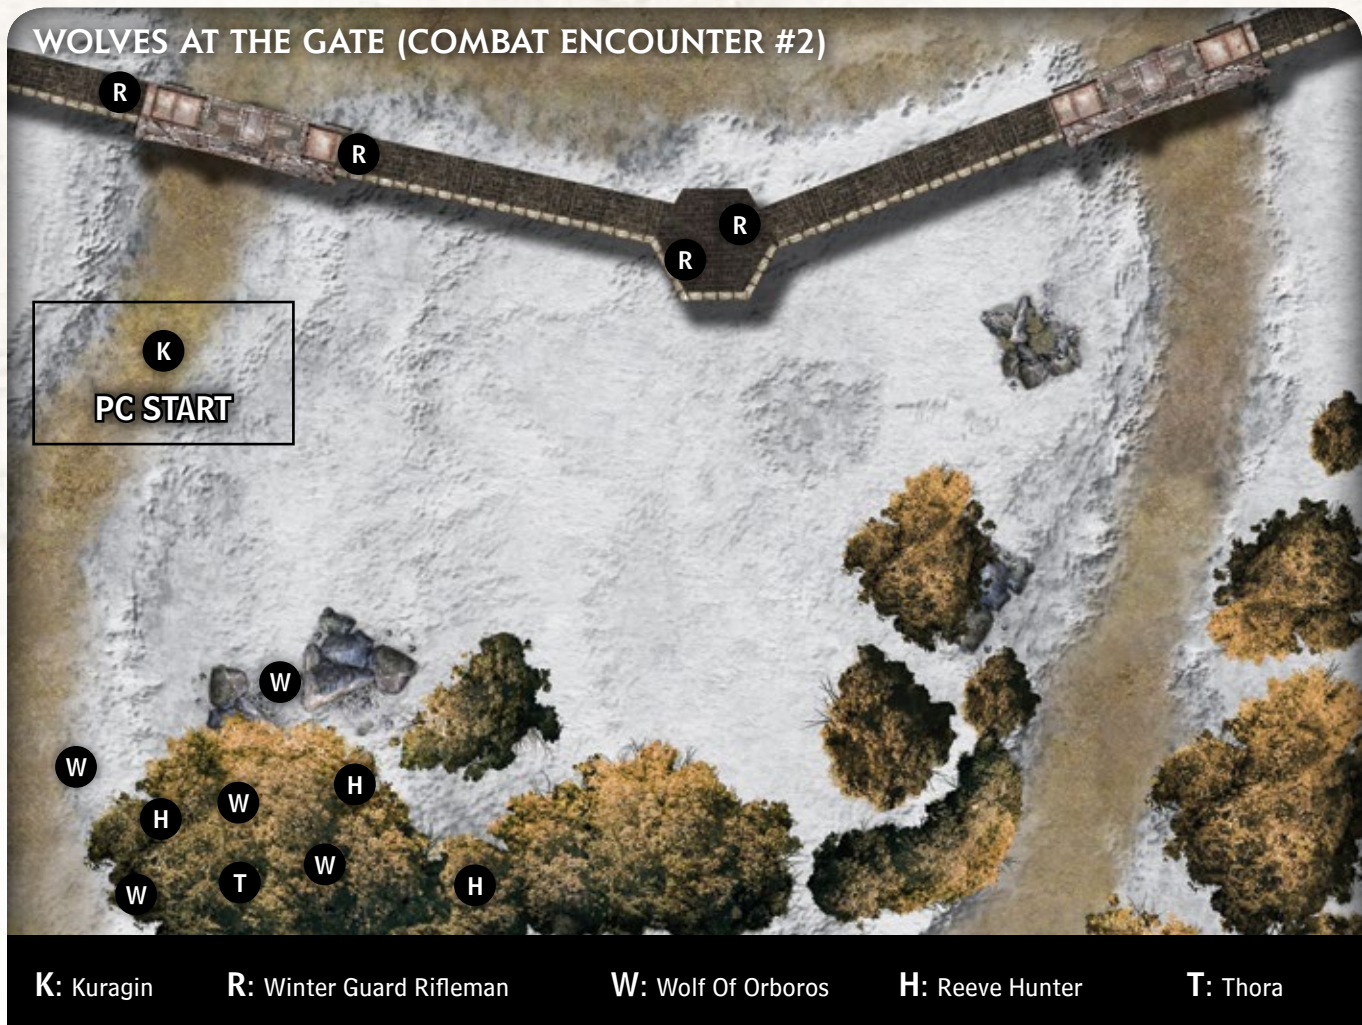 WOLVES AT THE GATE (COMBAT ENCOUNTER #2)
R
R
R
R
K
PC START
W
W
H
W
H
W
T
W
H
K: Kuragin R: Winter Guard Rifleman W: Wolf Of Orboros H: Reeve Hunter T: Thora